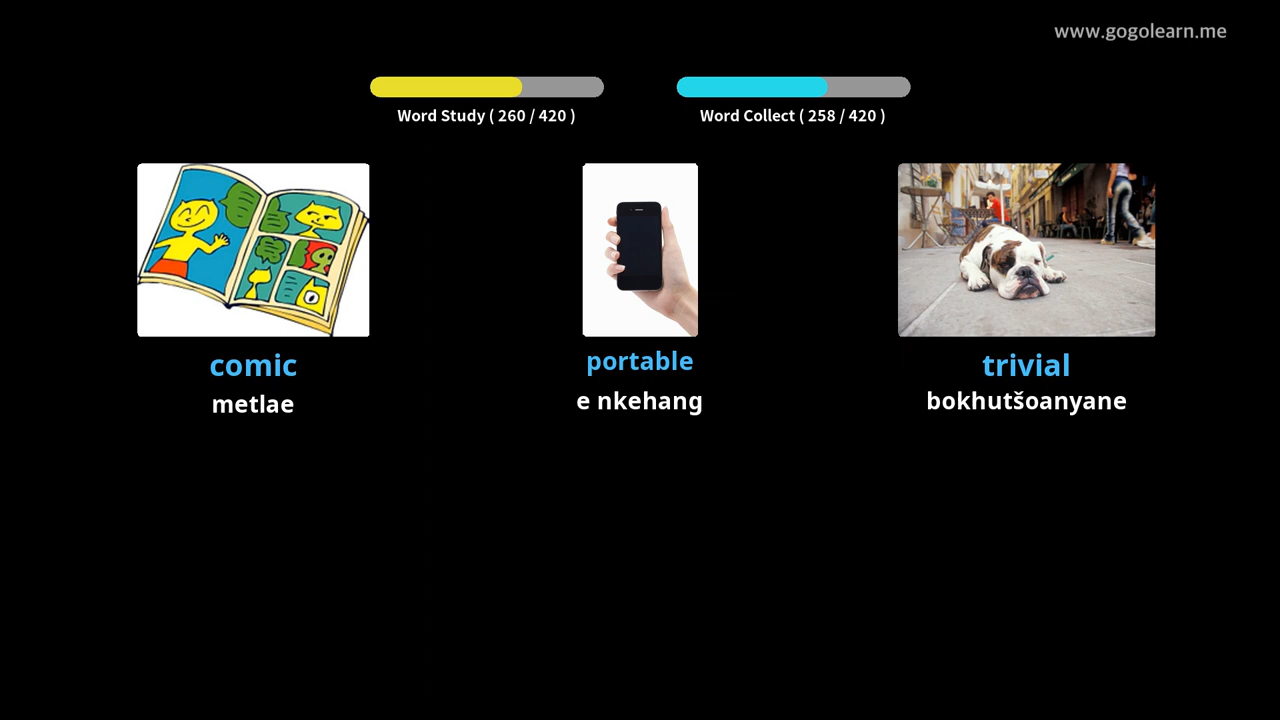 www.gogolearn.me
Word Study ( 260 / 420 )
Word Collect ( 258 / 420 )
comic
portable
trivial
metlae
e nkehang
bokhutšoanyane